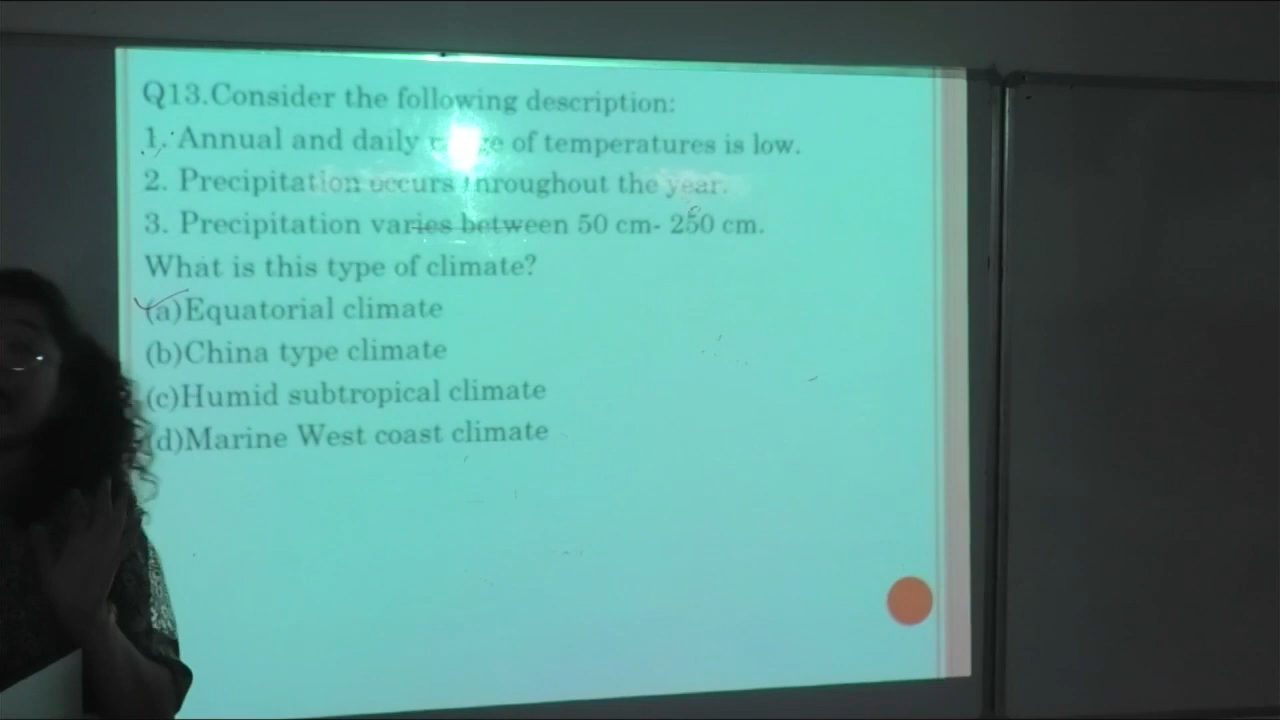 Q13.Consider the following description:
1. Annual and daily of temperatures is low.
2. Precipitation occurs throughout the year.
3. Precipitation varies between 50 cm- 250 cm.
What is this type of climate?
(a)Equatorial climate
(b)China type climate
(c)Humid subtropical climate
(d)Marine West coast climate